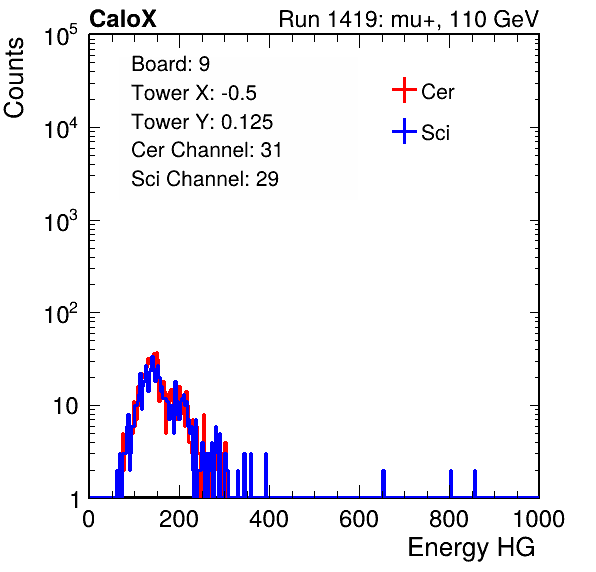 CaloX Run 1419: mu+, 110 GeV
Counts
Board: 9
Tower X: -0.5
Tower Y: 0.125
Cer Channel: 31
Sci Channel: 29
Cer
Sci
10^5
10^4
10^3
10^2
10
1
0 200 400 600 800 1000
Energy HG